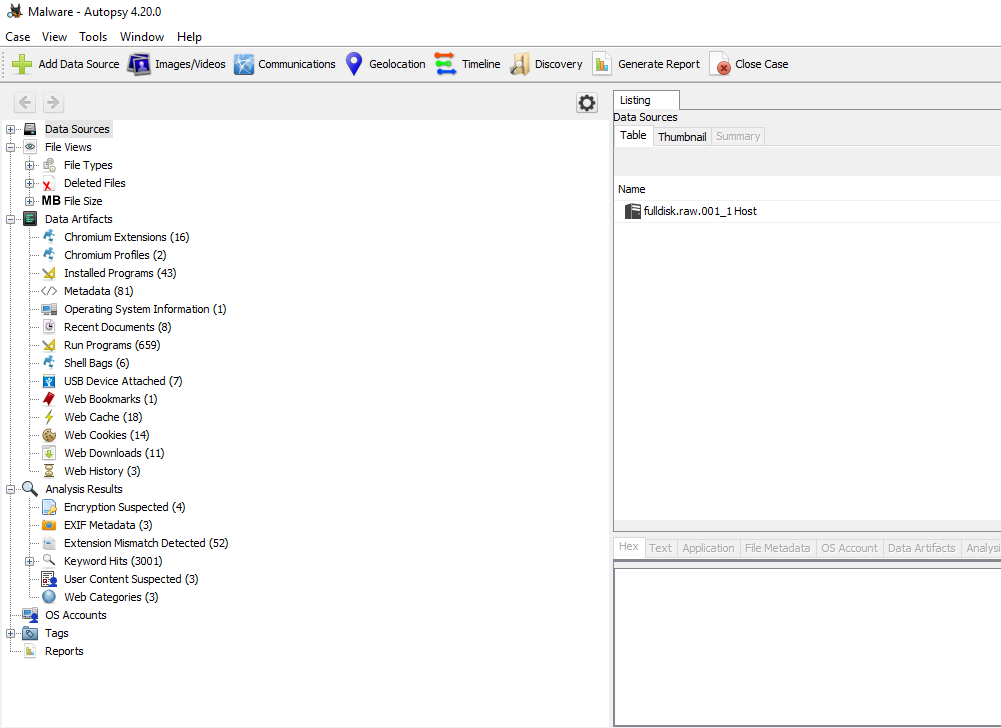 Malware - Autopsy 4.20.0
Case View Tools Window Help
Add Data Source Images/Videos Communications Geolocation Timeline Discovery Generate Report Close Case
Data Sources
File Views
File Types
Deleted Files
MB File Size
Data Artifacts
Chromium Extensions (16)
Chromium Profiles (2)
Installed Programs (43)
Metadata (81)
Operating System Information (1)
Recent Documents (8)
Run Programs (659)
Shell Bags (6)
USB Device Attached (7)
Web Bookmarks (1)
Web Cache (18)
Web Cookies (14)
Web Downloads (11)
Web History (3)
Analysis Results
Encryption Suspected (4)
EXIF Metadata (3)
Extension Mismatch Detected (52)
Keyword Hits (3001)
User Content Suspected (3)
Web Categories (3)
OS Accounts
Tags
Reports
Listing
Data Sources
Table Thumbnail Summary
Name
fulldisk.raw.001_1 Host
Hex Text Application File Metadata OS Account Data Artifacts Analysi